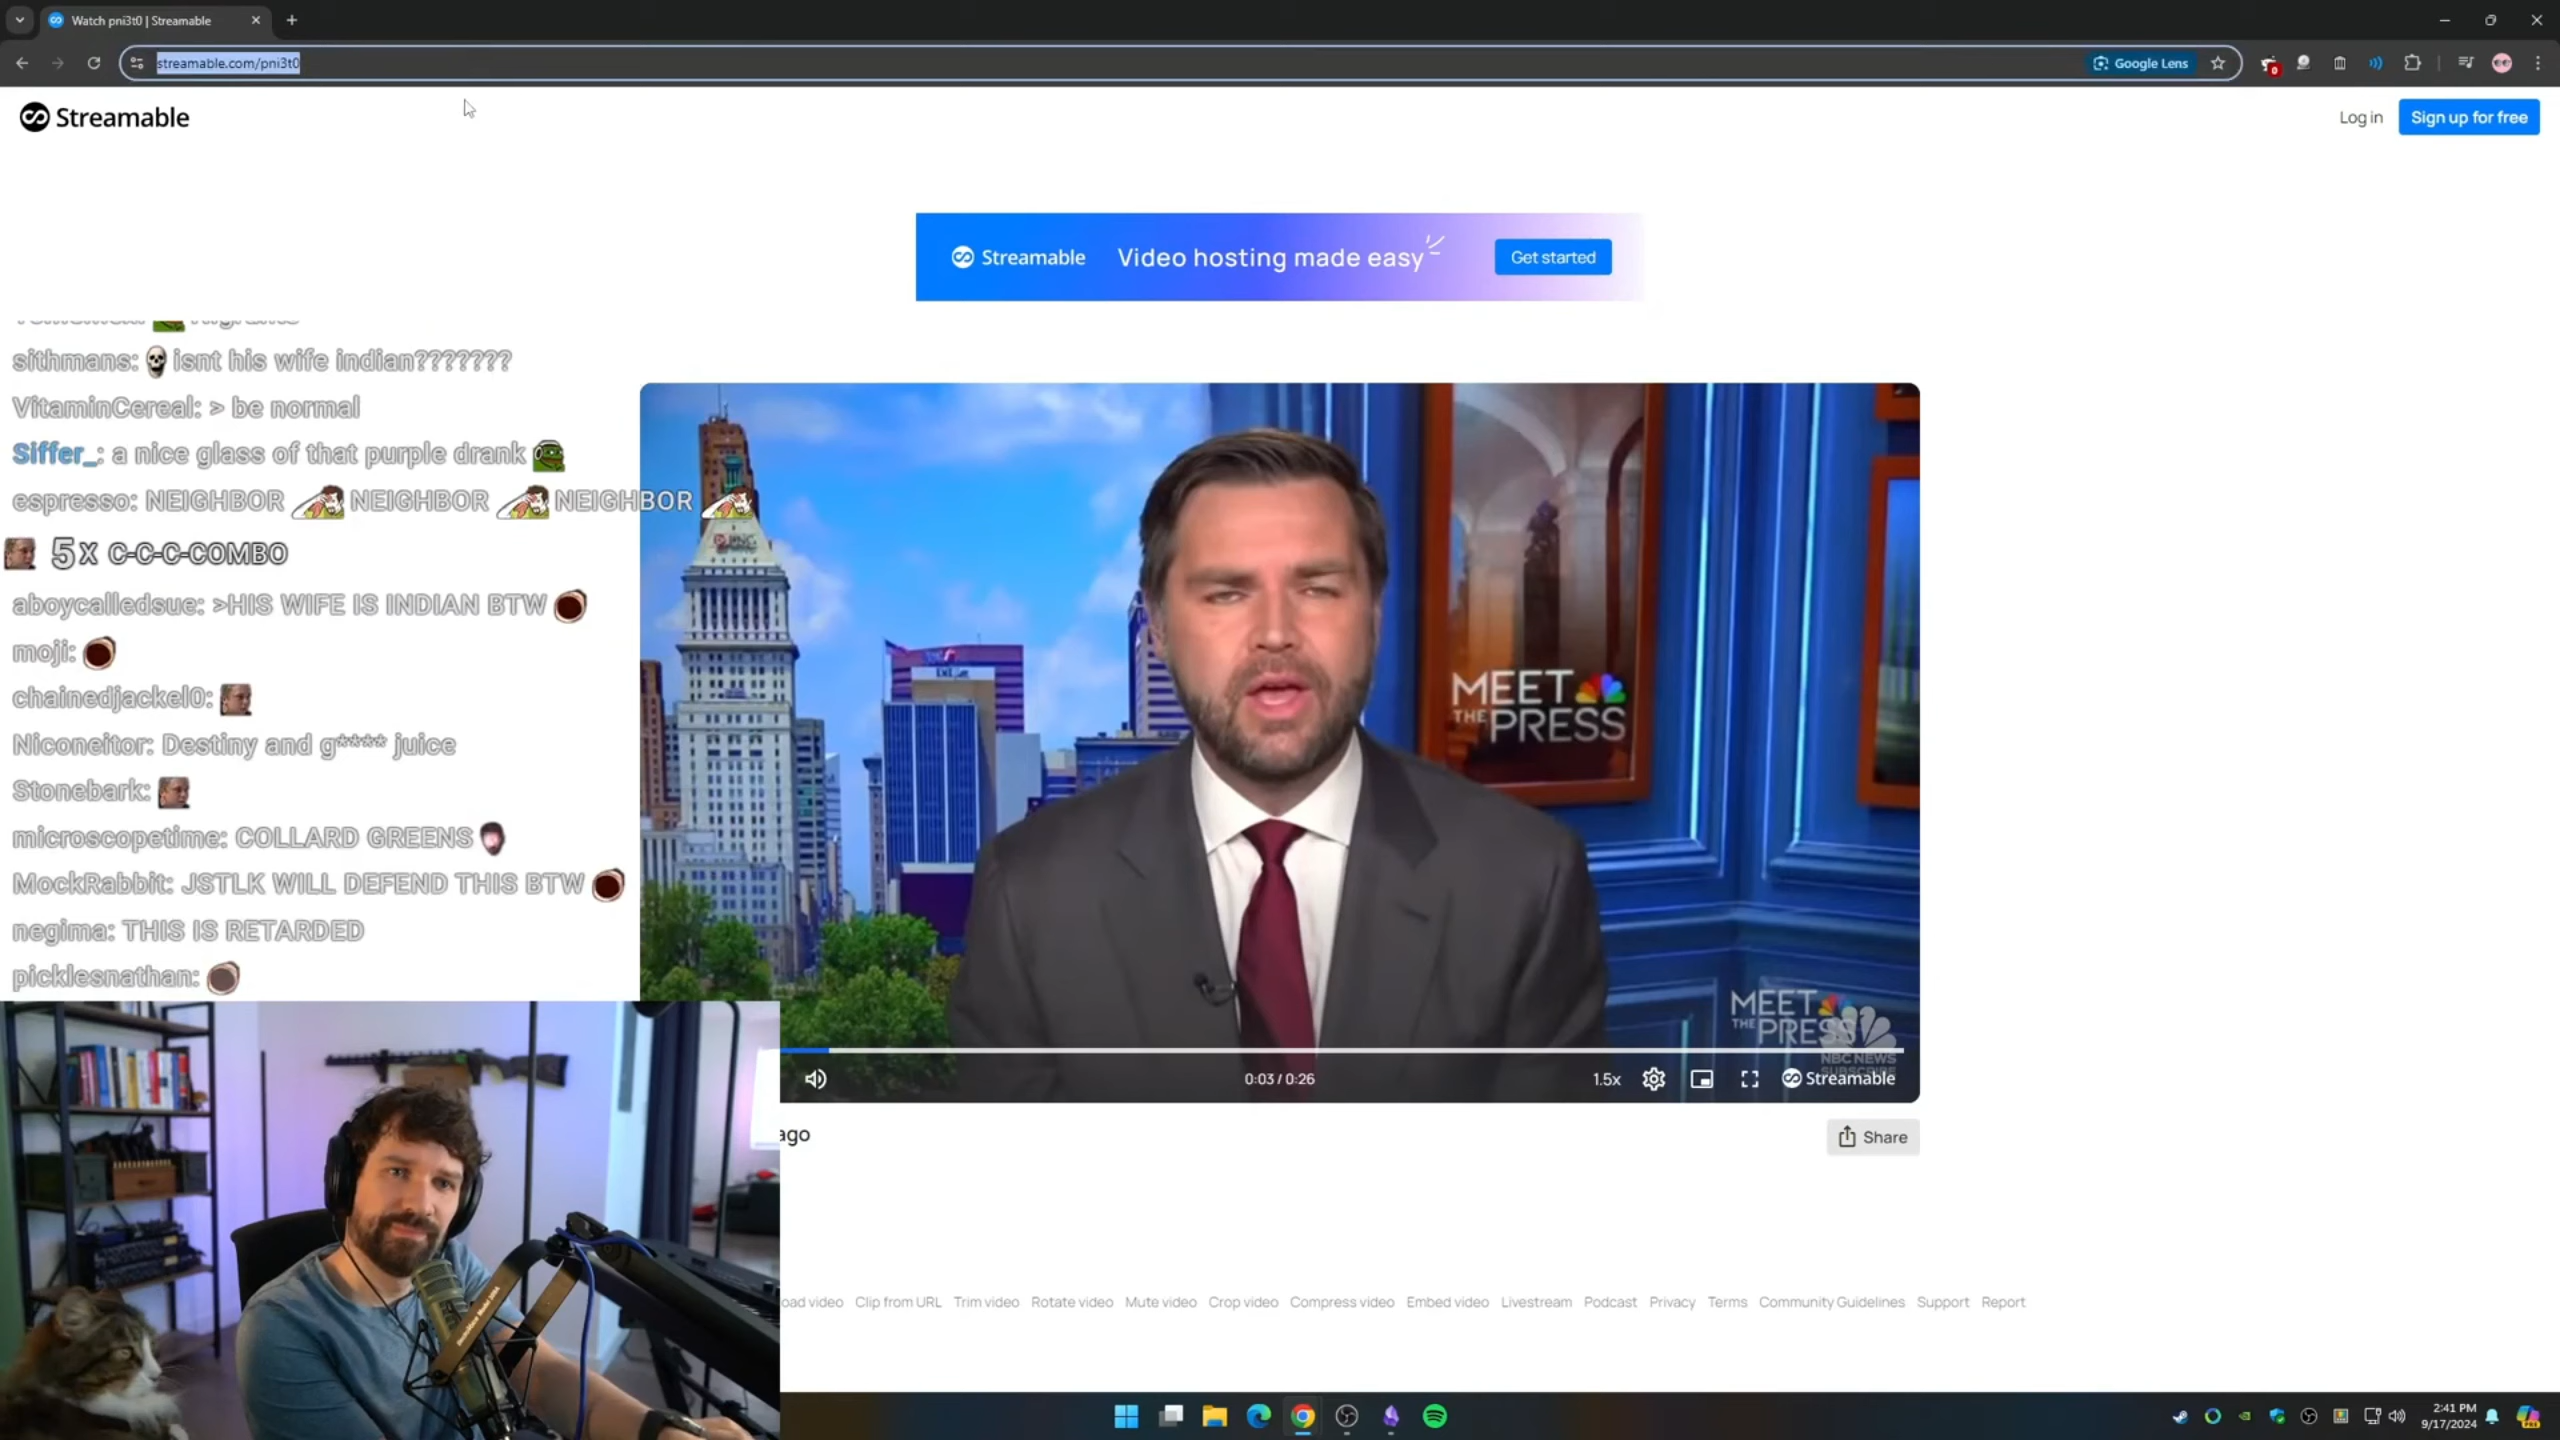 Watch pni3t0 | Streamable
streamable.com/pni3t0
Google Lens
0
Streamable
Log in
Sign up for free
Streamable
Video hosting made easy
Get started
sithmans: isnt his wife indian???????
VitaminCereal: > be normal
Siffer_: a nice glass of that purple drank
espresso: NEIGHBOR NEIGHBOR NEIGHBOR
5X C-C-C-COMBO
aboycalledsue: >HIS WIFE IS INDIAN BTW
moji:
chainedjackel0:
Niconeitor: Destiny and g**** juice
Stonebark:
microscopetime: COLLARD GREENS
MockRabbit: JSTLK WILL DEFEND THIS BTW
negima: THIS IS RETARDED
picklesnathan:
MEET
THE PRESS
MEET
THE PRESS
NBC NEWS
SUBSCRIBE
0:03 / 0:26
1.5x
Streamable
ago
Share
oad video Clip from URL Trim video Rotate video Mute video Crop video Compress video Embed video Livestream Podcast Privacy Terms Community Guidelines Support Report
2:41 PM
9/17/2024